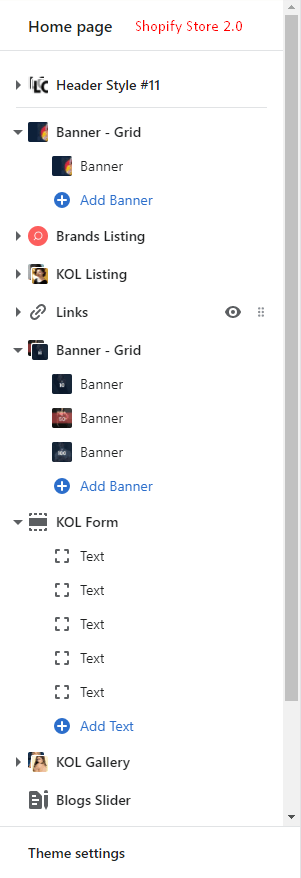 Home page Shopify Store 2.0
Header Style #11
Banner - Grid
Banner
Add Banner
Brands Listing
KOL Listing
Links
Banner - Grid
Banner
Banner
Banner
Add Banner
KOL Form
Text
Text
Text
Text
Text
Add Text
KOL Gallery
Blogs Slider
Theme settings